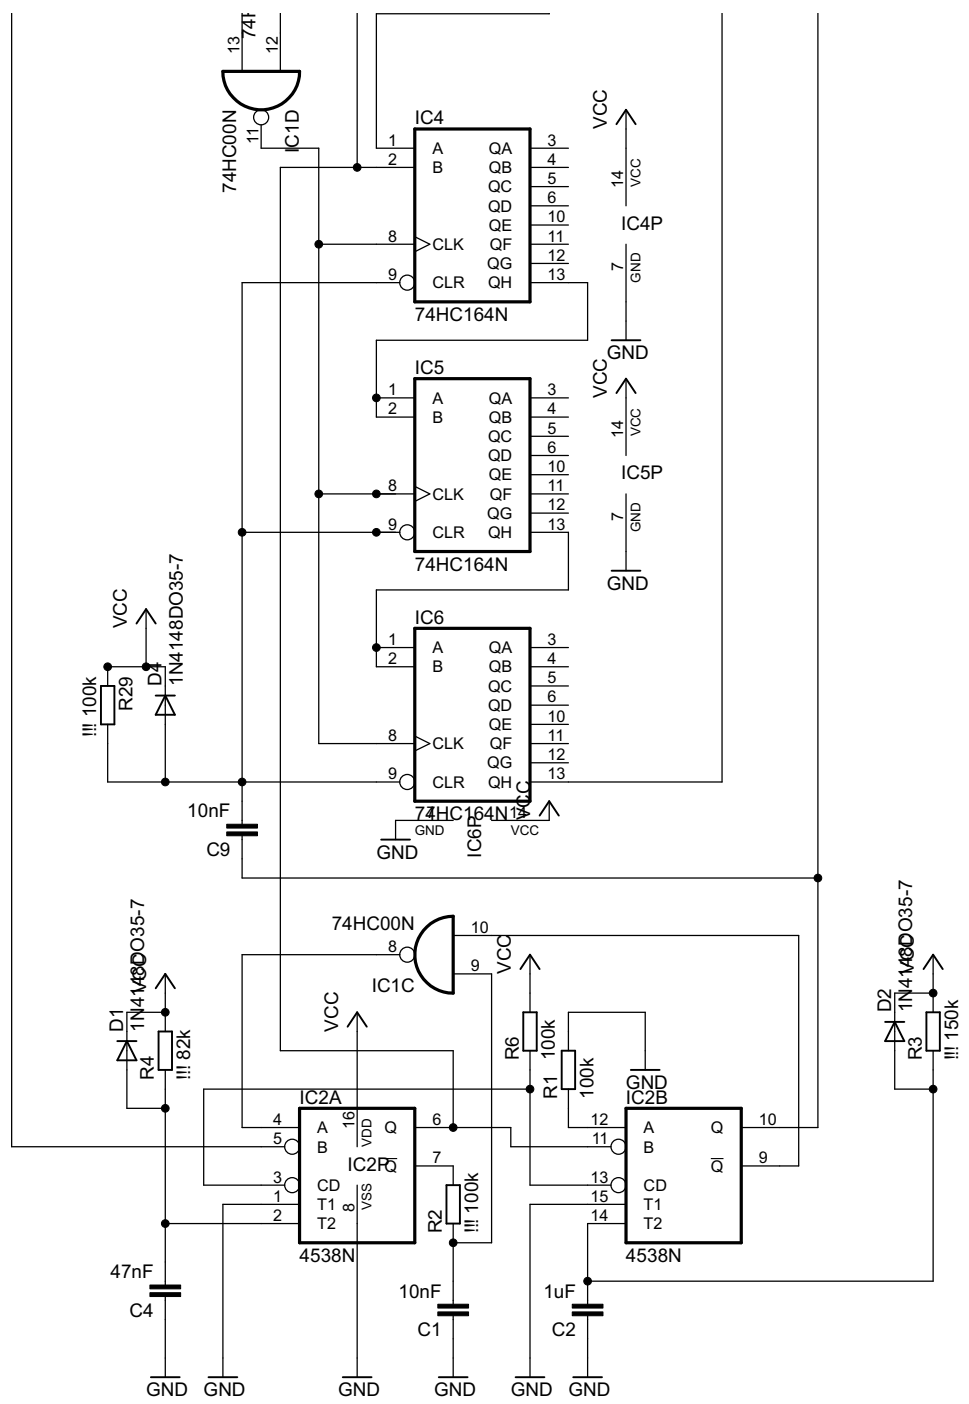 13
12
74HC00N
11
IC1D
IC4
1 A QA 3
2 B QB 4
QC 5
QD 6
QE 10
8 CLK QF 11
QG 12
9 CLR QH 13
74HC164N
VCC
14
VCC
IC4P
7
GND
GND
IC5
1 A QA 3
2 B QB 4
QC 5
QD 6
QE 10
8 CLK QF 11
QG 12
9 CLR QH 13
74HC164N
VCC
14
VCC
IC5P
7
GND
GND
IC6
1 A QA 3
2 B QB 4
QC 5
QD 6
QE 10
8 CLK QF 11
QG 12
9 CLR QH 13
74HC164N
GND
GND
IC6P
14
VCC
VCC
VCC
!!! 100k
R29
D4
1N4148DO35-7
10nF
C9
74HC00N
8
10
9
IC1C
VCC
R6
100k
R1
100k
GND
VCC
D1
1N4148DO35-7
R4
!!! 82k
IC2A
4 A Q 6
5 B
Q 7
3 CD
1 T1
2 T2
4538N
16
VDD
IC2P
8
VSS
R2
!!! 100k
IC2B
12 A Q 10
11 B
Q 9
13 CD
15 T1
14 T2
4538N
D2
1N4148DO35-7
R3
!!! 150k
47nF
C4
10nF
C1
1uF
C2
GND
GND
GND
GND
GND
GND